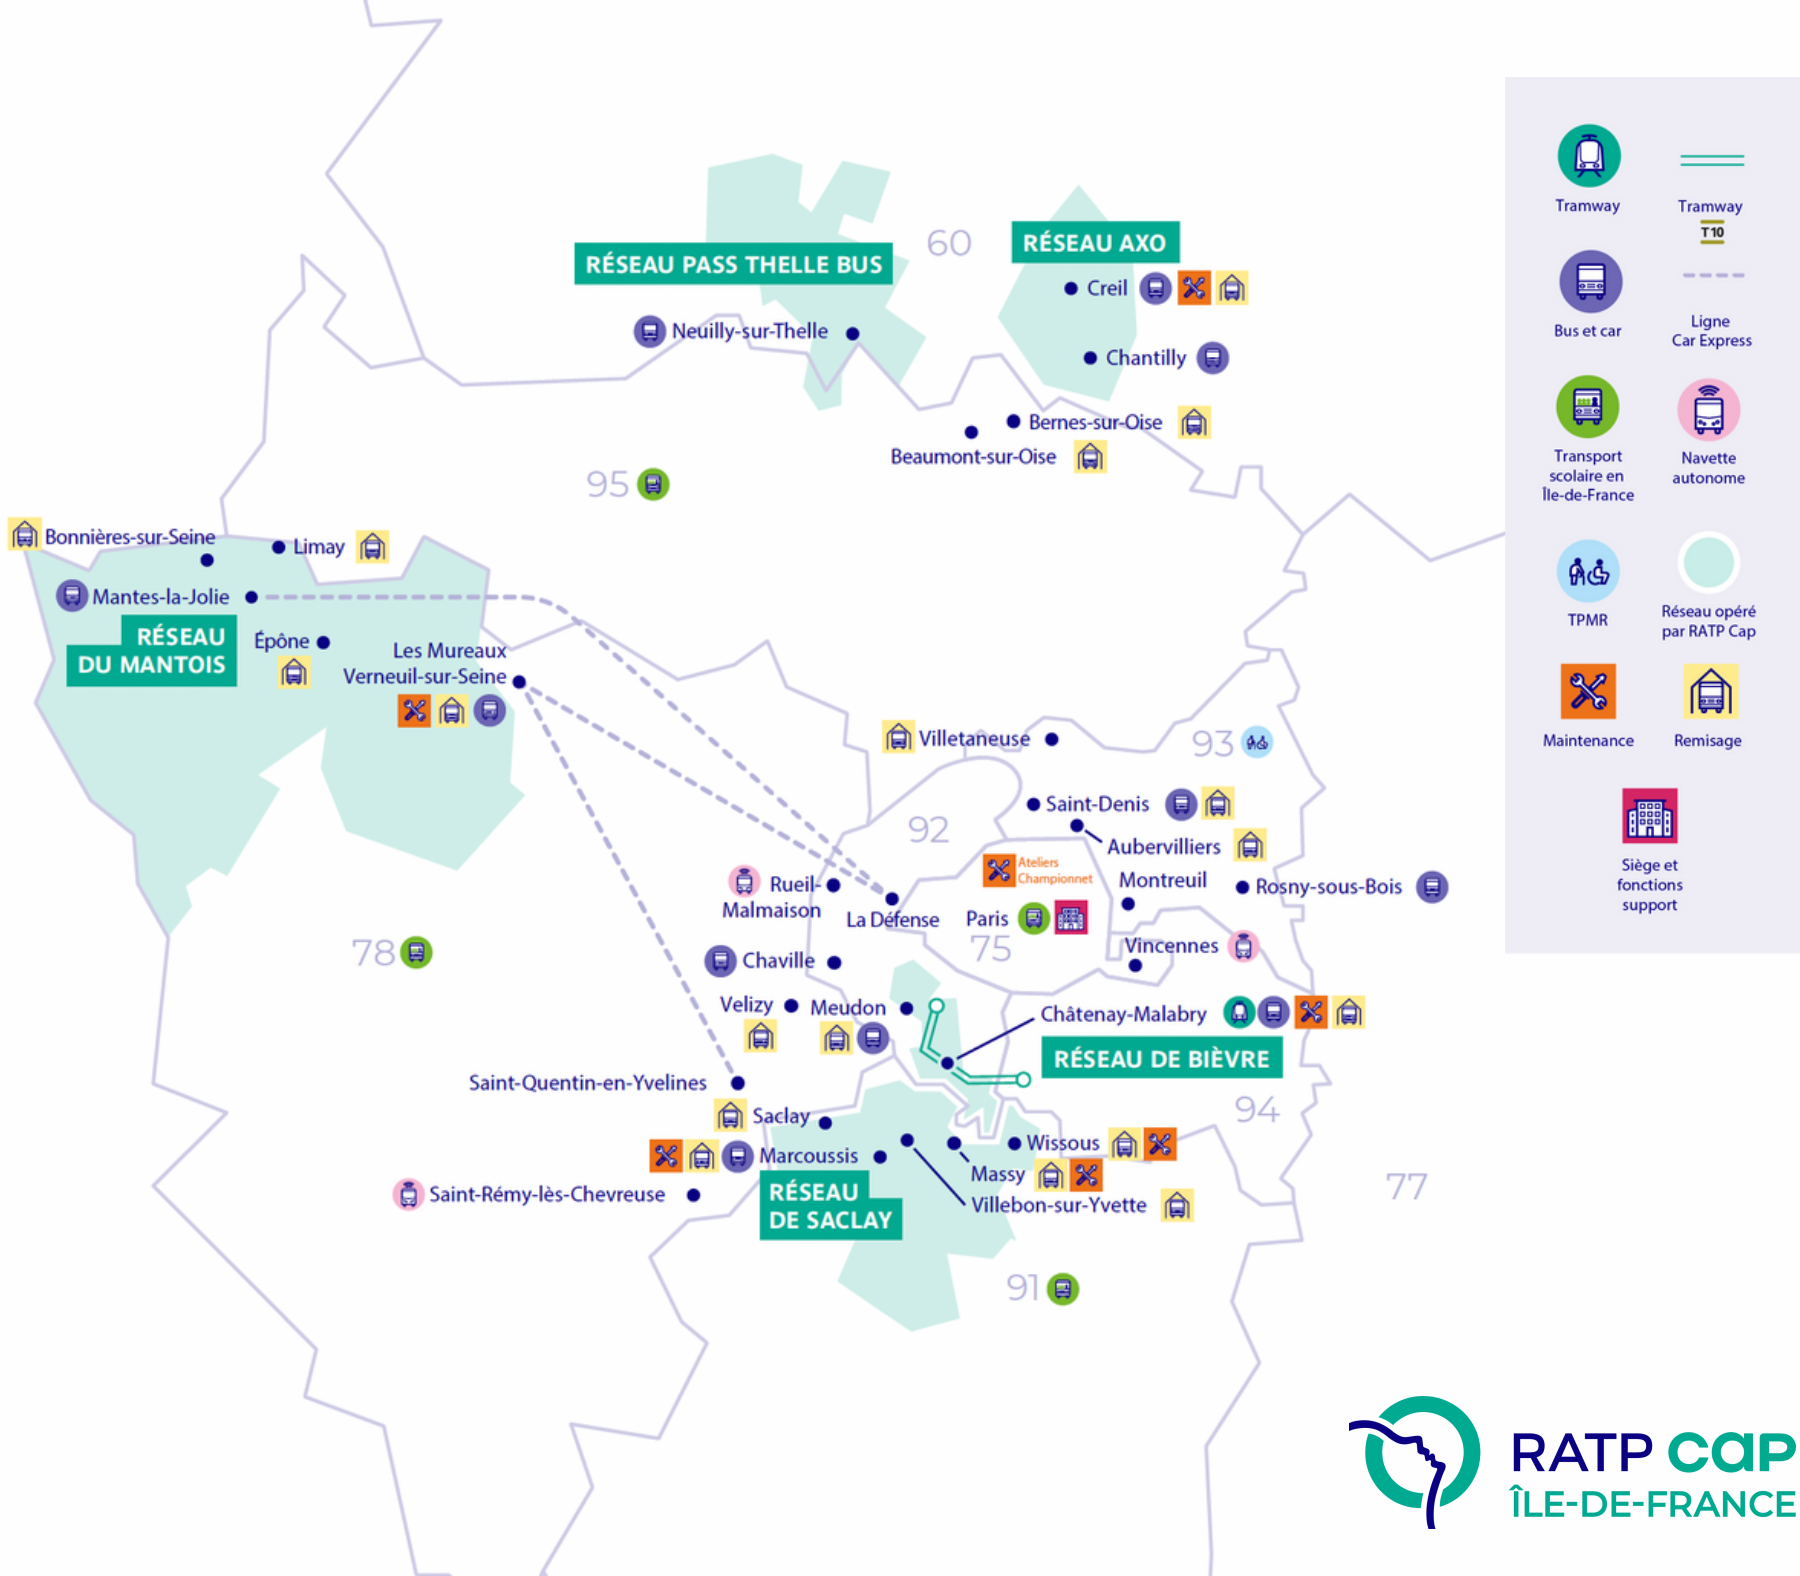 60
RÉSEAU AXO
RÉSEAU PASS THELLE BUS
Creil
Neuilly-sur-Thelle
Chantilly
Bernes-sur-Oise
Beaumont-sur-Oise
95
Bonnières-sur-Seine
Limay
Mantes-la-Jolie
RÉSEAU
DU MANTOIS
Épône
Les Mureaux
Verneuil-sur-Seine
Villetaneuse
93
Saint-Denis
92
Aubervilliers
Ateliers
Championnet
Montreuil
Rosny-sous-Bois
Rueil-
Malmaison
La Défense
Paris
75
Vincennes
78
Chaville
Velizy
Meudon
Châtenay-Malabry
RÉSEAU DE BIÈVRE
Saint-Quentin-en-Yvelines
94
Saclay
Wissous
Marcoussis
Massy
Saint-Rémy-lès-Chevreuse
RÉSEAU
DE SACLAY
Villebon-sur-Yvette
77
91
Tramway
Tramway
T10
Bus et car
Ligne
Car Express
Transport
scolaire en
Île-de-France
Navette
autonome
TPMR
Réseau opéré
par RATP Cap
Maintenance
Remisage
Siège et
fonctions
support
RATP CAP
ÎLE-DE-FRANCE